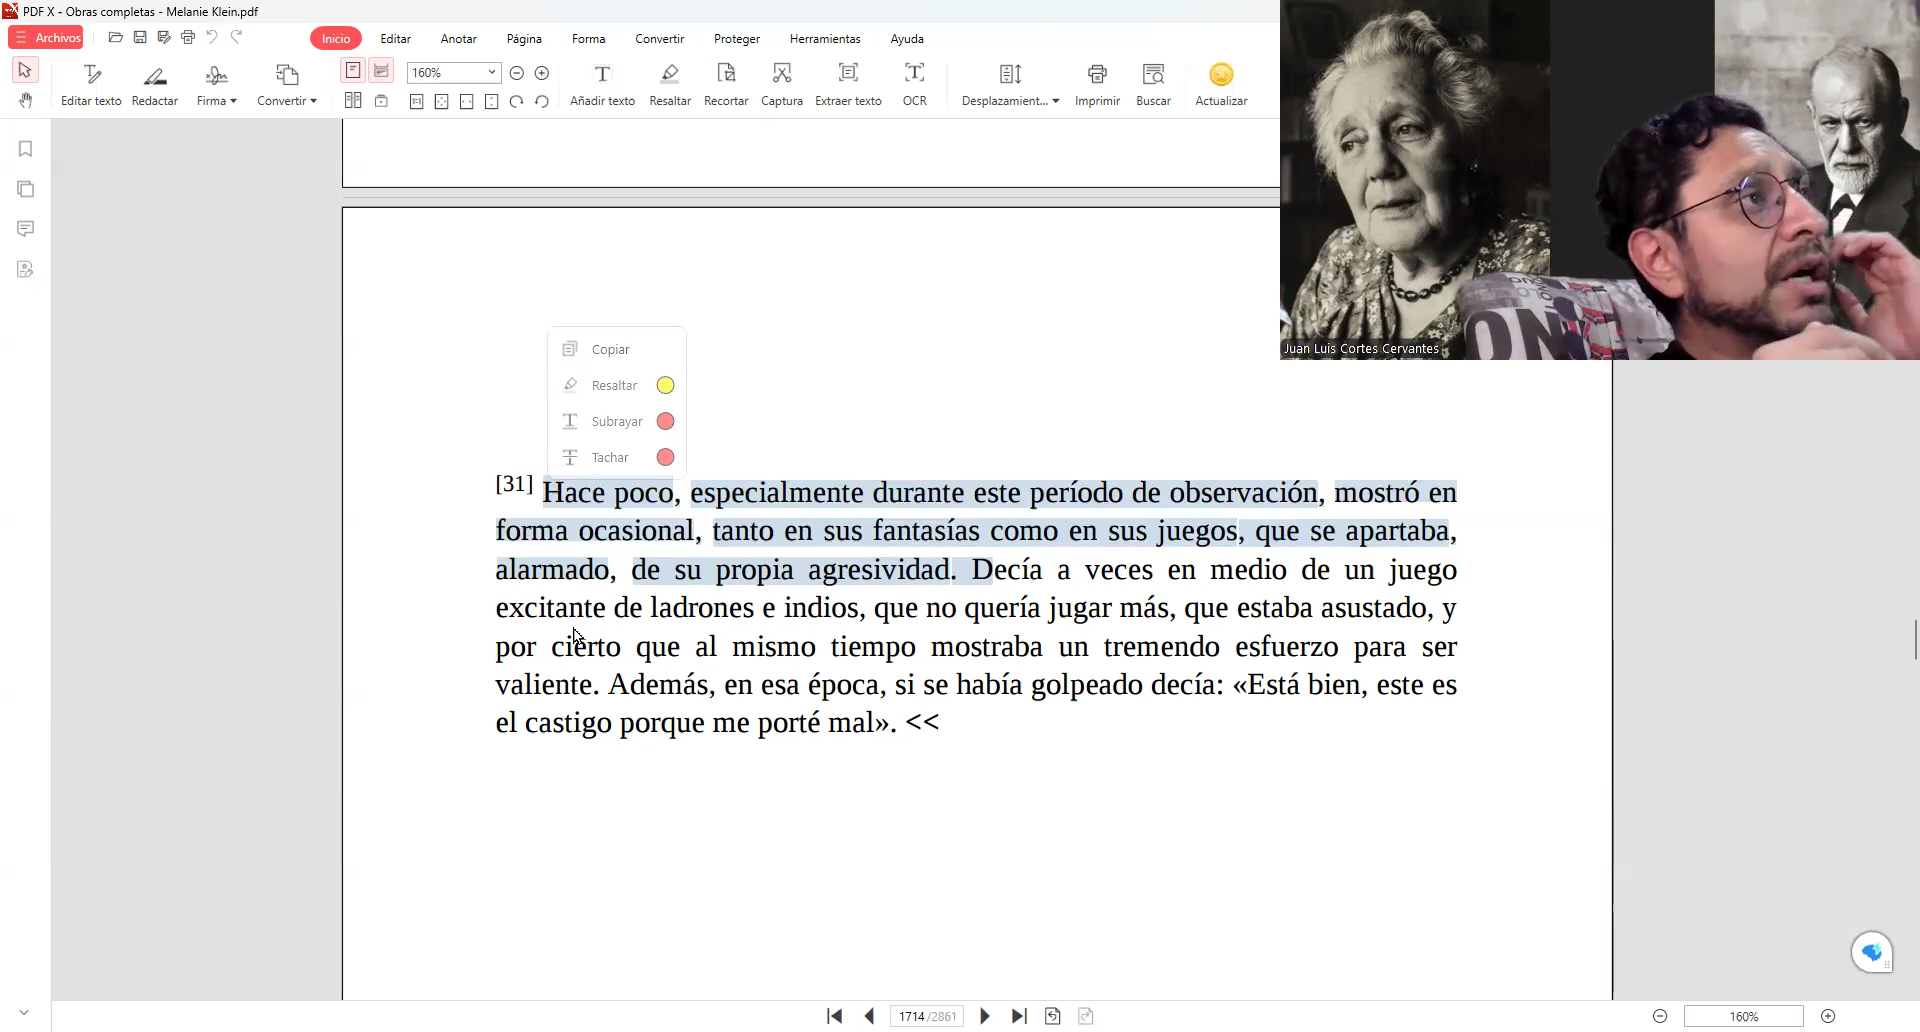 PDF X - Obras completas - Melanie Klein.pdf
Archivos
Inicio Editar Anotar Página Forma Convertir Proteger Herramientas Ayuda
160%
Editar texto Redactar Firma Convertir Añadir texto Resaltar Recortar Captura Extraer texto OCR Desplazamient... Imprimir Buscar Actualizar
Juan Luis Cortes Cervantes
Copiar
Resaltar
Subrayar
Tachar
[31] Hace poco, especialmente durante este período de observación, mostró en
forma ocasional, tanto en sus fantasías como en sus juegos, que se apartaba,
alarmado, de su propia agresividad. Decía a veces en medio de un juego
excitante de ladrones e indios, que no quería jugar más, que estaba asustado, y
por cierto que al mismo tiempo mostraba un tremendo esfuerzo para ser
valiente. Además, en esa época, si se había golpeado decía: «Está bien, este es
el castigo porque me porté mal». <<
1714 /2861
160%